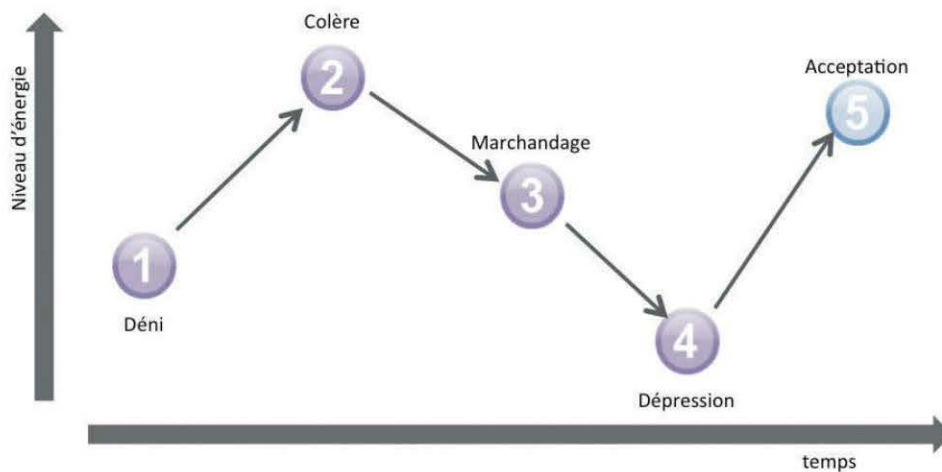 Colère
2
Niveau d'énergie
Acceptation
5
Marchandage
3
1
Déni
4
Dépression
temps